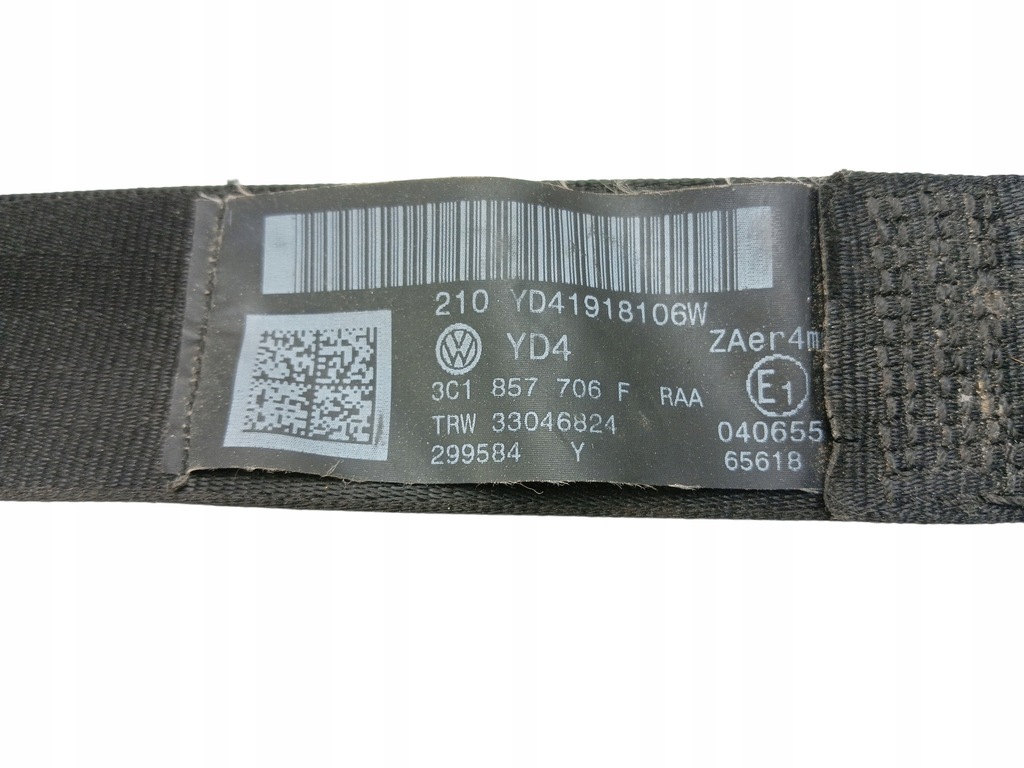 210 YD41918106W
YD4 ZAer4m
3C1 857 706 F RAA E1
TRW 33046824 040655
299584 Y 65618